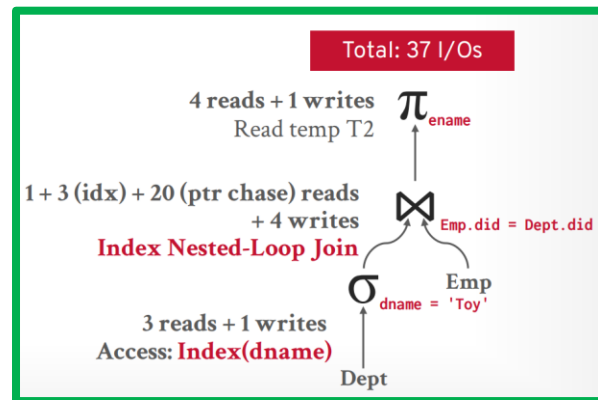 Total: 37 I/Os
4 reads + 1 writes
Read temp T2
π ename
1 + 3 (idx) + 20 (ptr chase) reads
+ 4 writes
Index Nested-Loop Join
⋈ Emp.did = Dept.did
Emp
σ dname = 'Toy'
3 reads + 1 writes
Access: Index(dname)
Dept